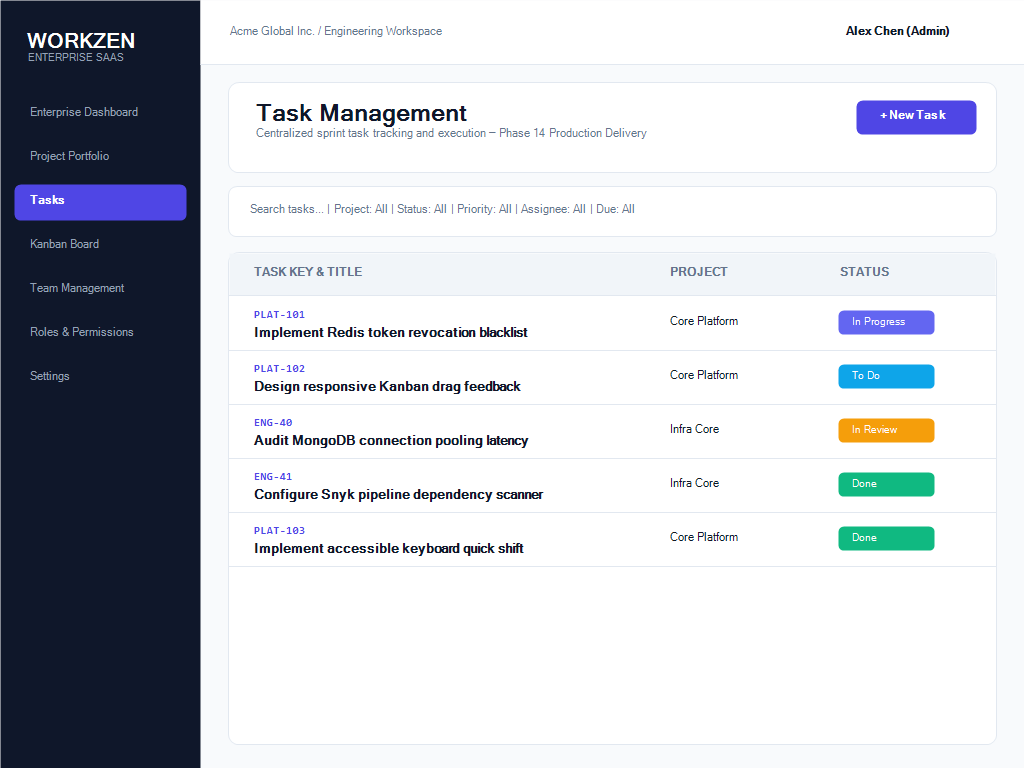 WORKZEN
ENTERPRISE SAAS
Enterprise Dashboard
Project Portfolio
Tasks
Kanban Board
Team Management
Roles & Permissions
Settings
Acme Global Inc. / Engineering Workspace
Alex Chen (Admin)
Task Management
Centralized sprint task tracking and execution – Phase 14 Production Delivery
+ New Task
Search tasks... | Project: All | Status: All | Priority: All | Assignee: All | Due: All
TASK KEY & TITLE PROJECT STATUS
PLAT-101
Implement Redis token revocation blacklist
Core Platform
In Progress
PLAT-102
Design responsive Kanban drag feedback
Core Platform
To Do
ENG-40
Audit MongoDB connection pooling latency
Infra Core
In Review
ENG-41
Configure Snyk pipeline dependency scanner
Infra Core
Done
PLAT-103
Implement accessible keyboard quick shift
Core Platform
Done